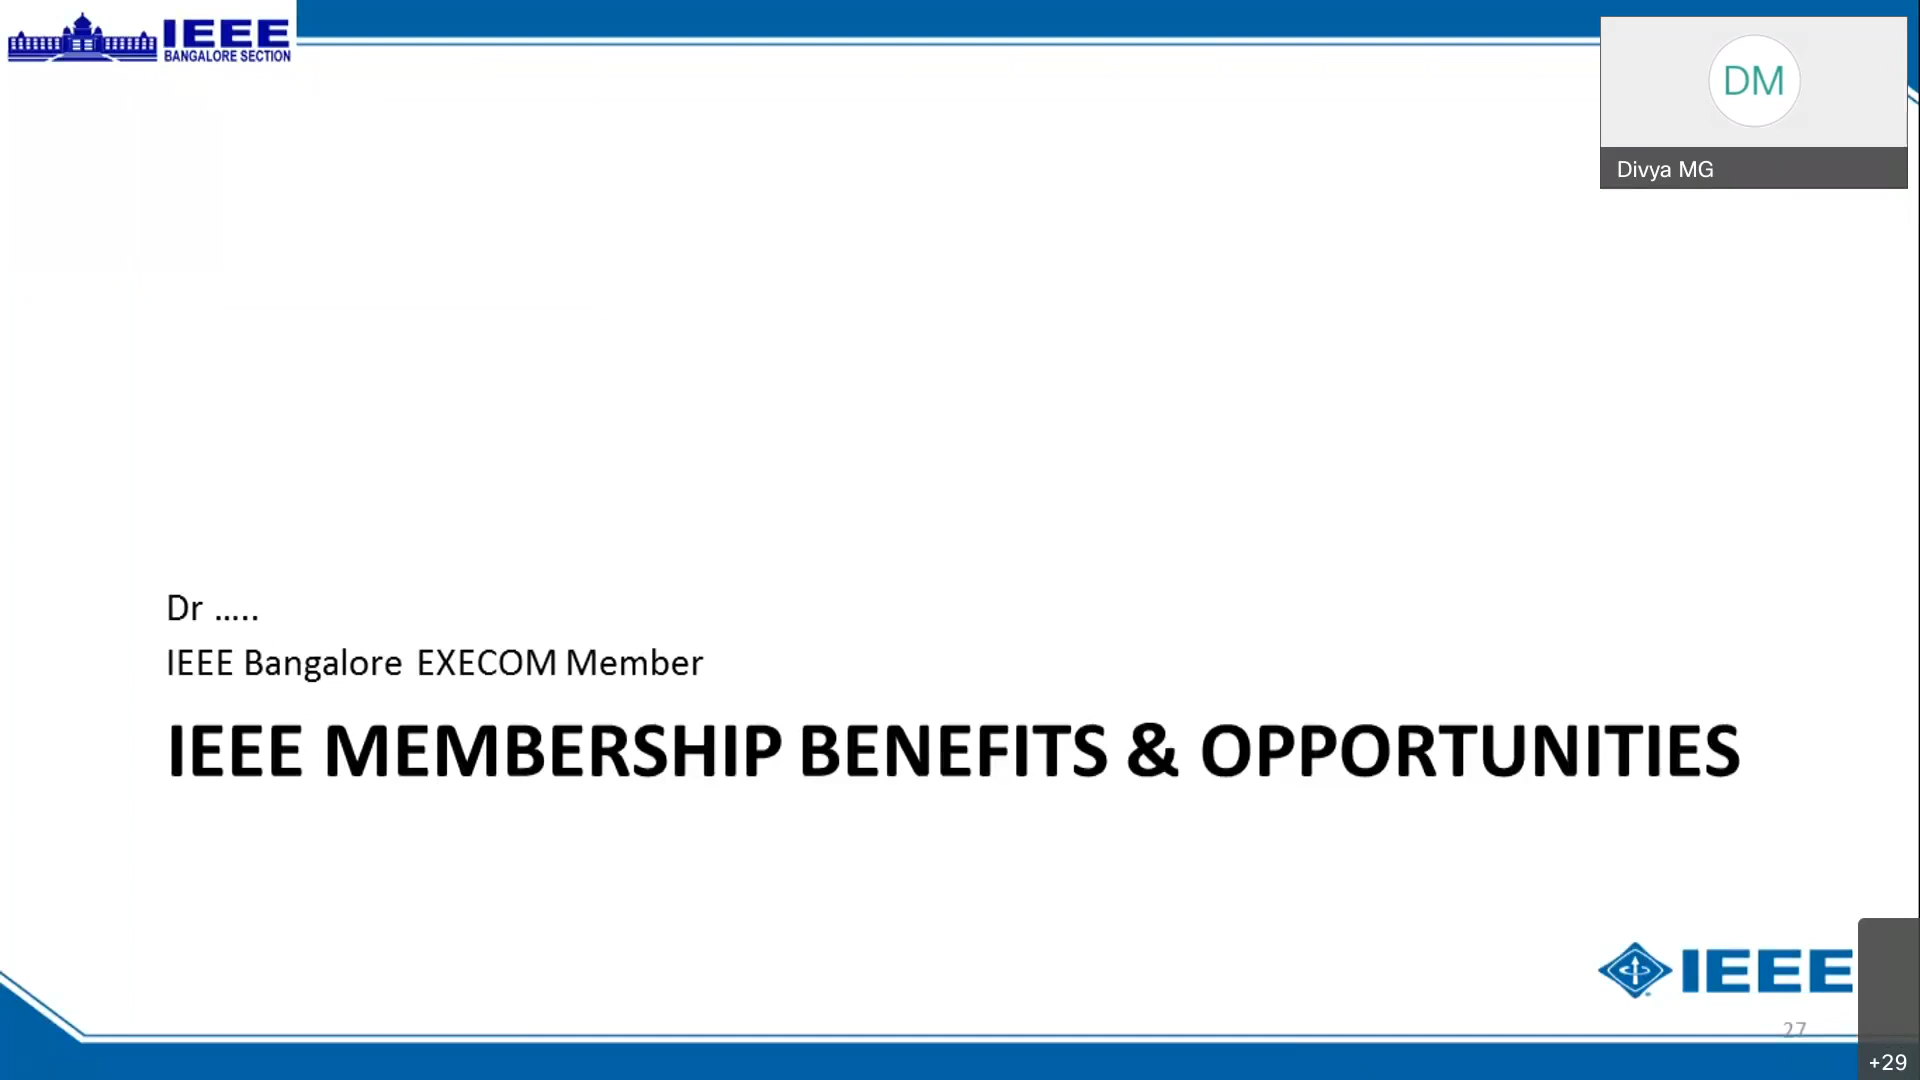 IEEE
BANGALORE SECTION
DM
Divya MG
Dr .....
IEEE Bangalore EXECOM Member
IEEE MEMBERSHIP BENEFITS & OPPORTUNITIES
IEEE
27
+29